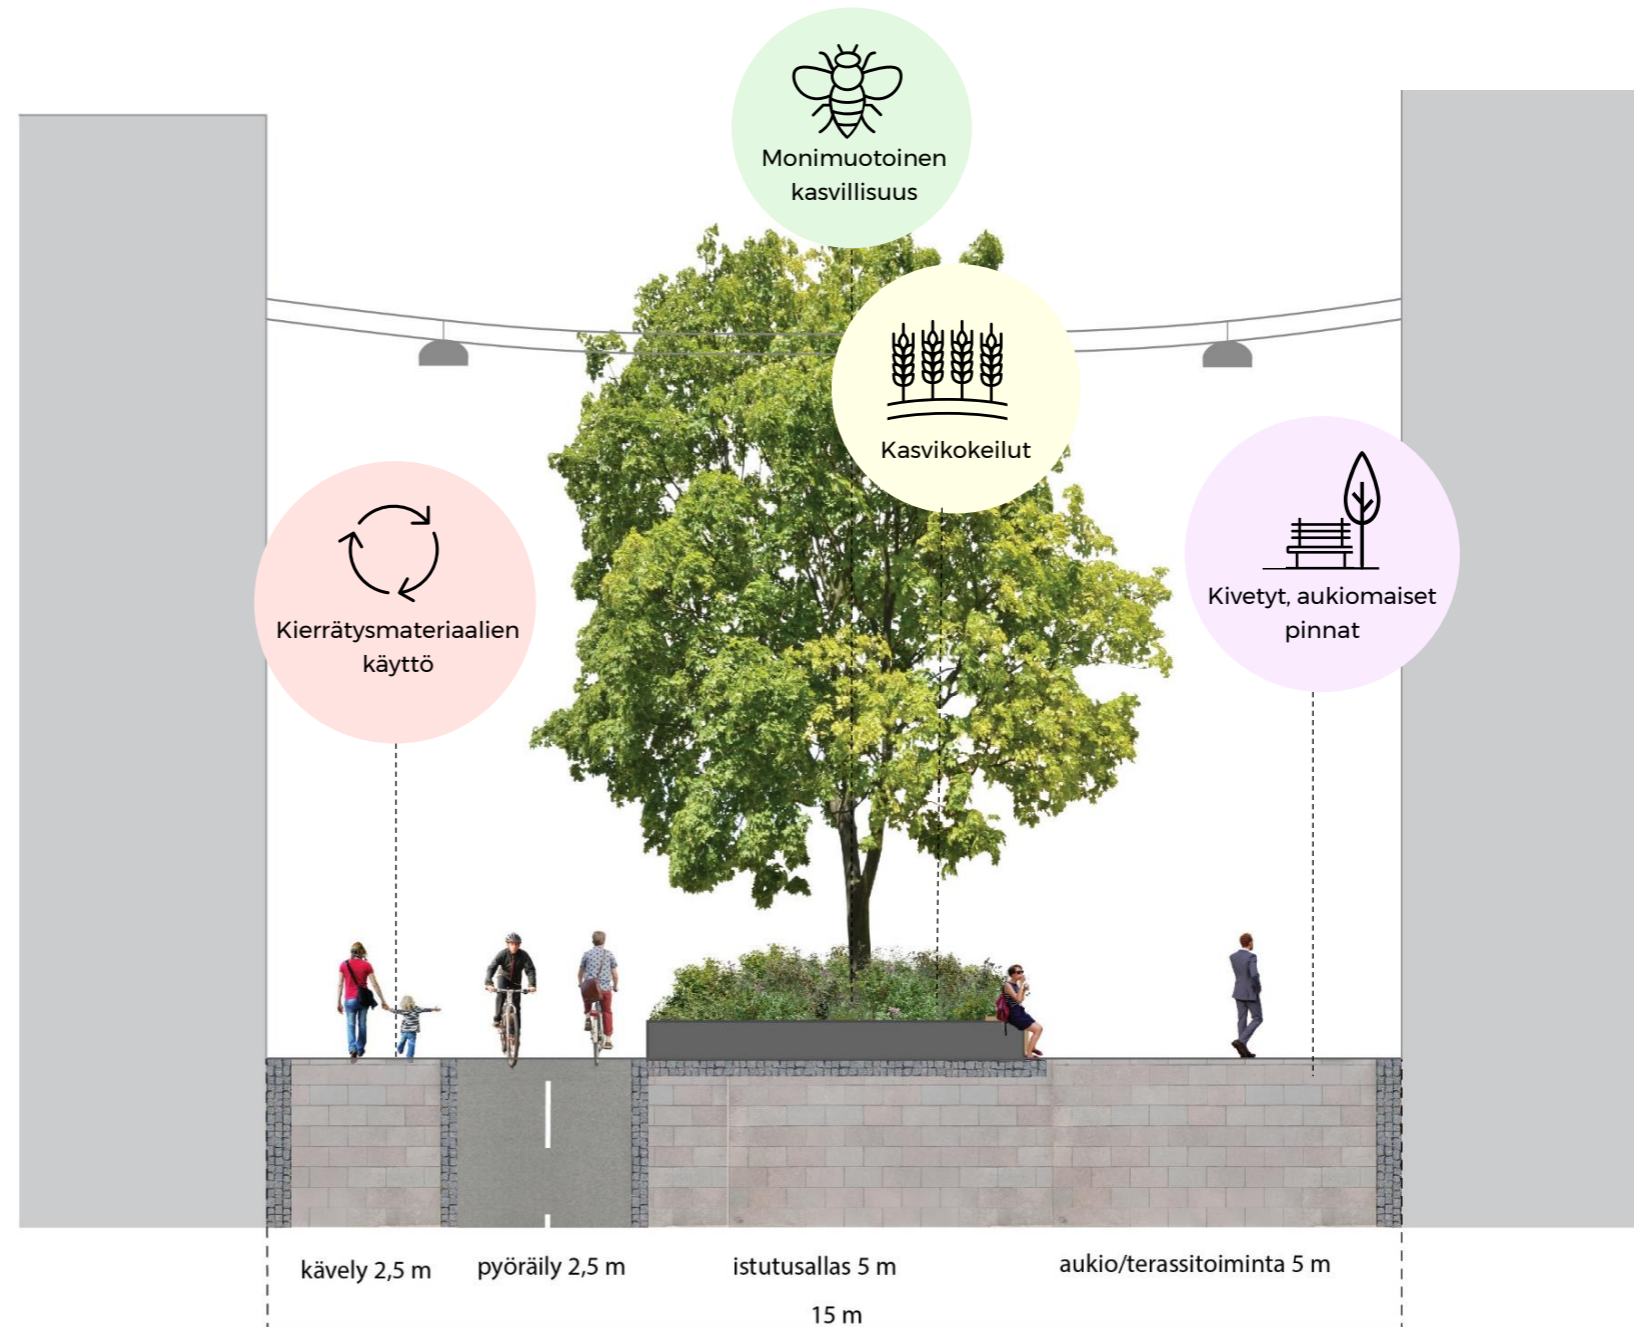 Monimuotoinen
kasvillisuus
Kasvikokeilut
Kierrätysmateriaalien
käyttö
Kivetyt, aukiomaiset
pinnat
kävely 2,5 m
pyöräily 2,5 m
istutusallas 5 m
aukio/terassitoiminta 5 m
15 m